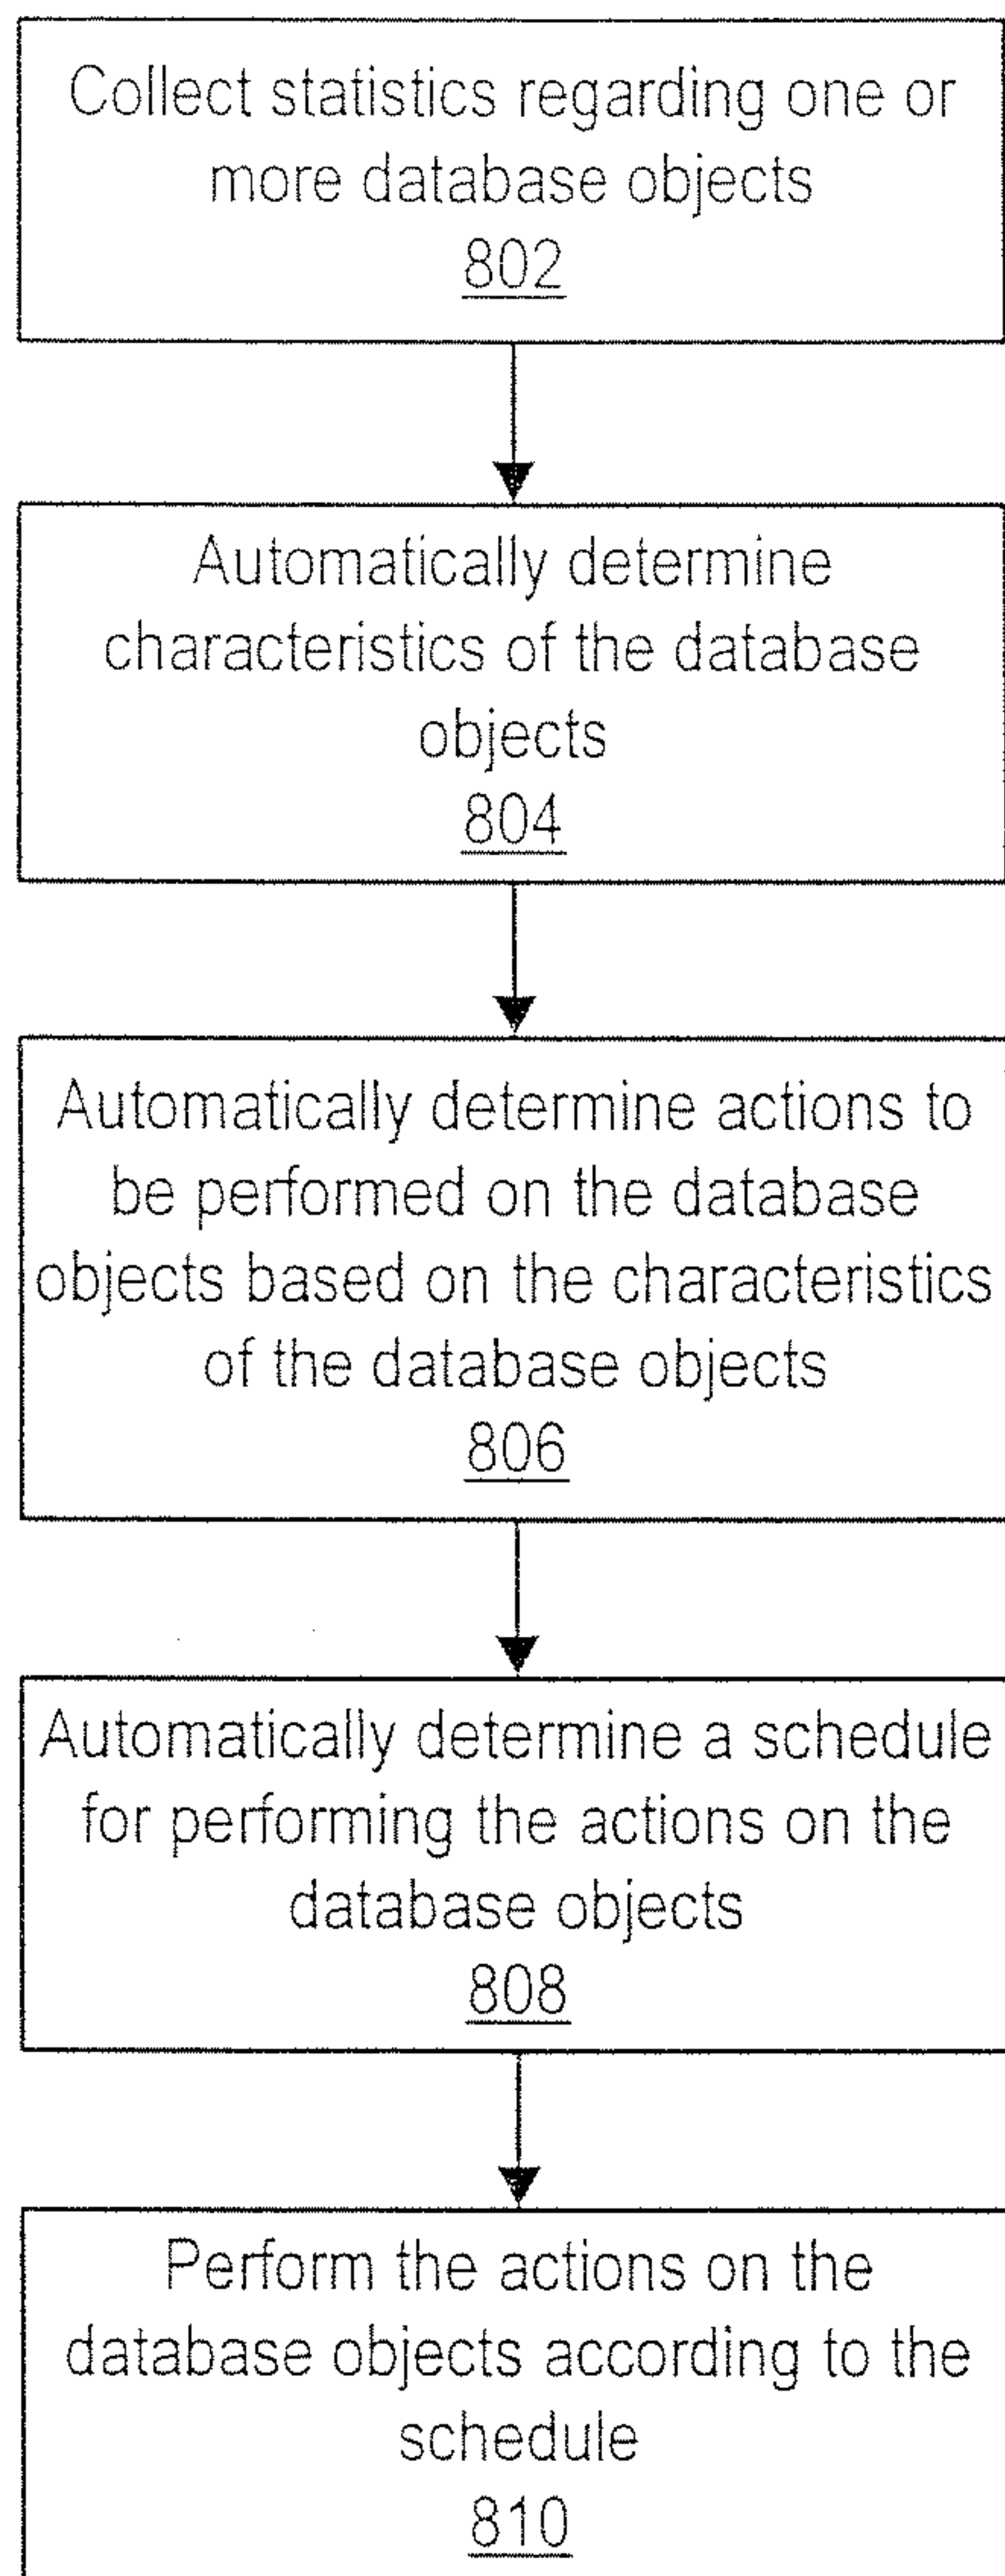 Collect statistics regarding one or
more database objects
802
Automatically determine
characteristics of the database
objects
804
Automatically determine actions to
be performed on the database
objects based on the characteristics
of the database objects
806
Automatically determine a schedule
for performing the actions on the
database objects
808
Perform the actions on the
database objects according to the
schedule
810